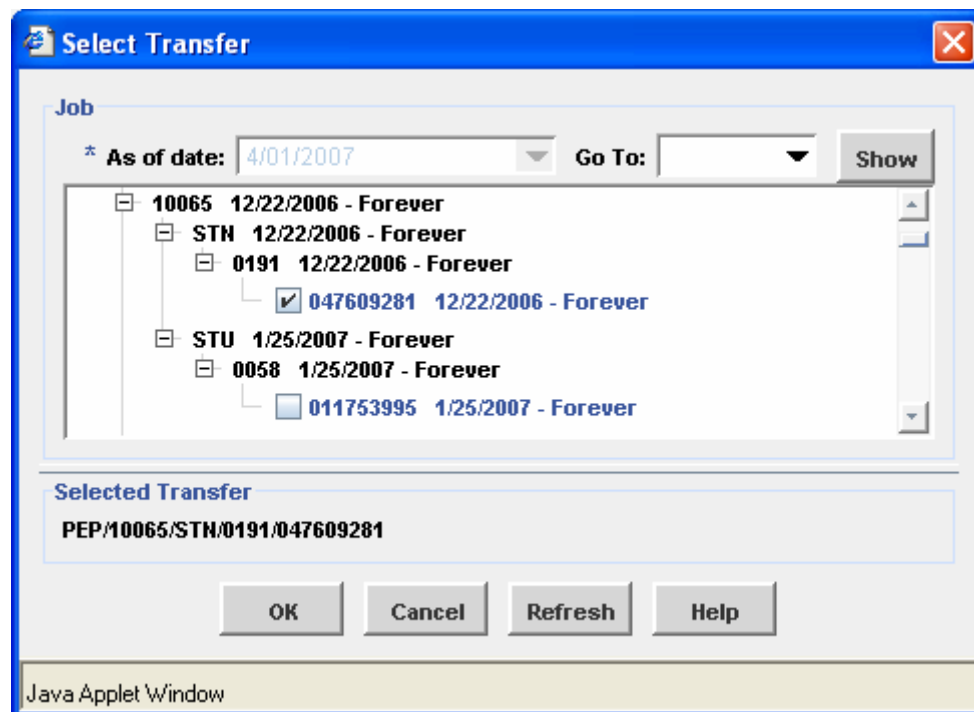 Select Transfer
Job
* As of date: 4/01/2007 Go To: Show
10065 12/22/2006 - Forever
STN 12/22/2006 - Forever
0191 12/22/2006 - Forever
047609281 12/22/2006 - Forever
STU 1/25/2007 - Forever
0058 1/25/2007 - Forever
011753995 1/25/2007 - Forever
Selected Transfer
PEP/10065/STN/0191/047609281
OK Cancel Refresh Help
Java Applet Window